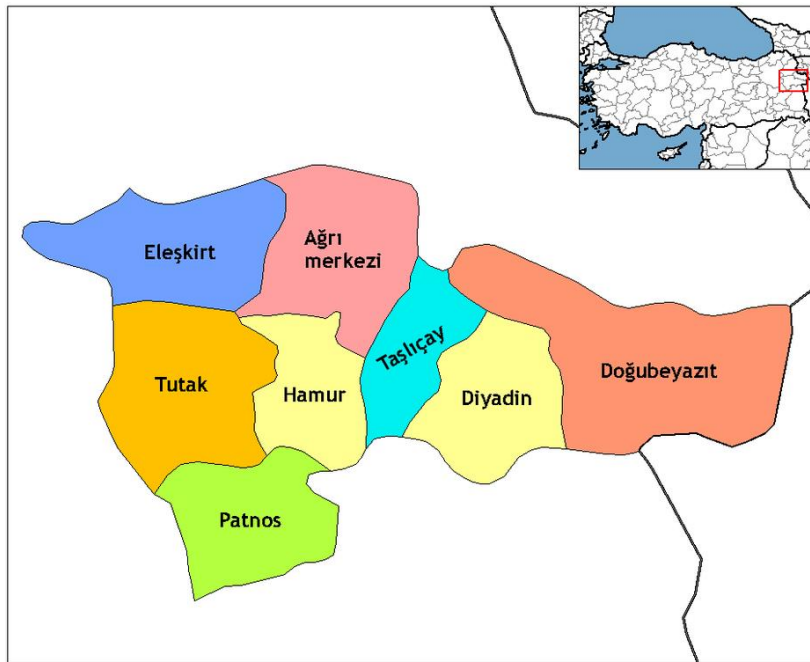 Eleşkirt
Ağrı
merkezi
Taşlıçay
Doğubeyazıt
Tutak
Hamur
Diyadin
Patnos